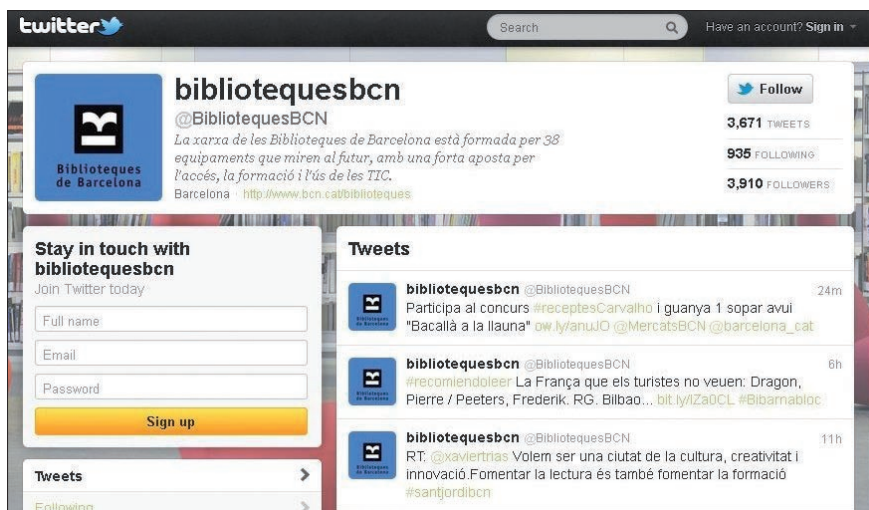 twitter
Search
Have an account? Sign in
Biblioteques
de Barcelona
bibliotequesbcn
@BibliotequesBCN
La xarxa de les Biblioteques de Barcelona està formada per 38
equipaments que miren al futur, amb una forta aposta per
l'accés, la formació i l'ús de les TIC.
Barcelona · http://www.bcn.cat/biblioteques
Follow
3,671 TWEETS
935 FOLLOWING
3,910 FOLLOWERS
Stay in touch with
bibliotequesbcn
Join Twitter today
Full name
Email
Password
Sign up
Tweets
Following
Tweets
bibliotequesbcn @BibliotequesBCN 24m
Participa al concurs #receptesCarvalho i guanya 1 sopar avui
"Bacallà a la llauna" ow.ly/anuJO @MercatsBCN @barcelona_cat
bibliotequesbcn @BibliotequesBCN 6h
#recomiendoleer La França que els turistes no veuen: Dragon,
Pierre / Peeters, Frederik. RG. Bilbao... bit.ly/IZa0CL #Bibarnabloc
bibliotequesbcn @BibliotequesBCN 11h
RT: @xaviertrias Volem ser una ciutat de la cultura, creativitat i
innovació.Fomentar la lectura és també fomentar la formació
#santjordibcn